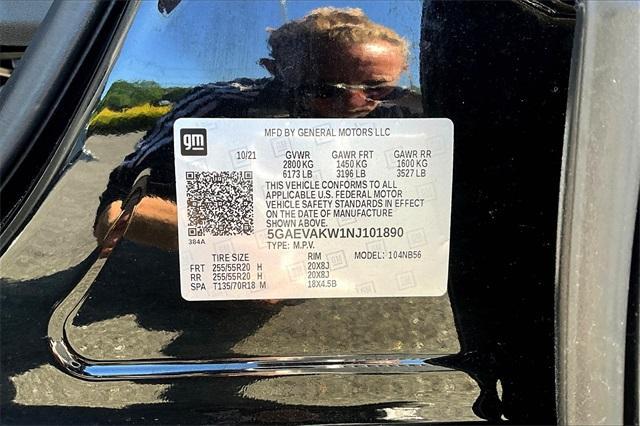 gm
MFD BY GENERAL MOTORS LLC
10/21 GVWR GAWR FRT GAWR RR
2800 KG 1450 KG 1600 KG
6173 LB 3196 LB 3527 LB
THIS VEHICLE CONFORMS TO ALL
APPLICABLE U.S. FEDERAL MOTOR
VEHICLE SAFETY STANDARDS IN EFFECT
ON THE DATE OF MANUFACTURE
SHOWN ABOVE.
384A
5GAEVAKW1NJ101890
TYPE: M.P.V.
TIRE SIZE RIM MODEL: 104NB56
FRT 255/55R20 H 20X8J
RR 255/55R20 H 20X8J
SPA T135/70R18 M 18X4.5B